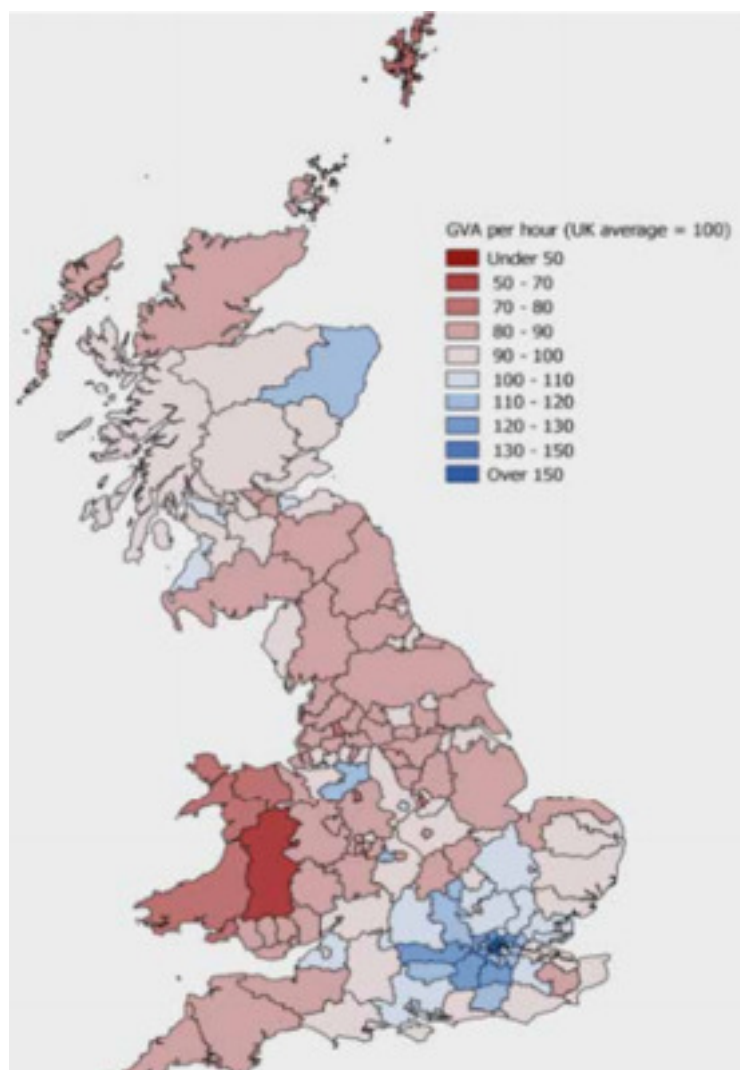 GVA per hour (UK average = 100)
Under 50
50 - 70
70 - 80
80 - 90
90 - 100
100 - 110
110 - 120
120 - 130
130 - 150
Over 150